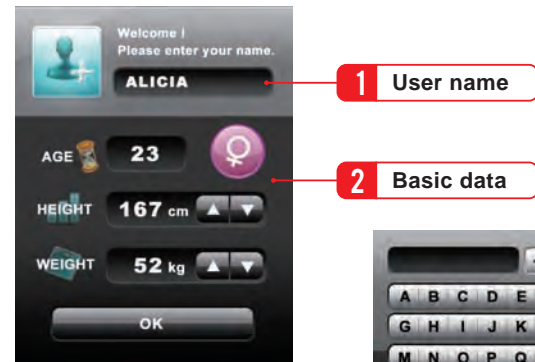 Welcome !
Please enter your name.
ALICIA
1 User name
AGE 23
2 Basic data
HEIGHT 167 cm
WEIGHT 52 kg
OK
A B C D E
G H I J K
M N O P Q